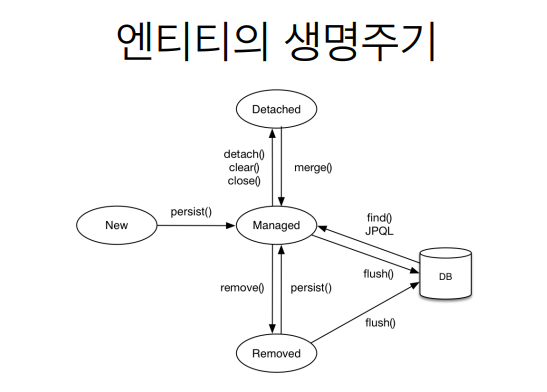 엔티티의 생명주기
Detached
detach()
clear()
close()
merge()
New
persist()
Managed
find()
JPQL
flush()
DB
remove()
persist()
flush()
Removed